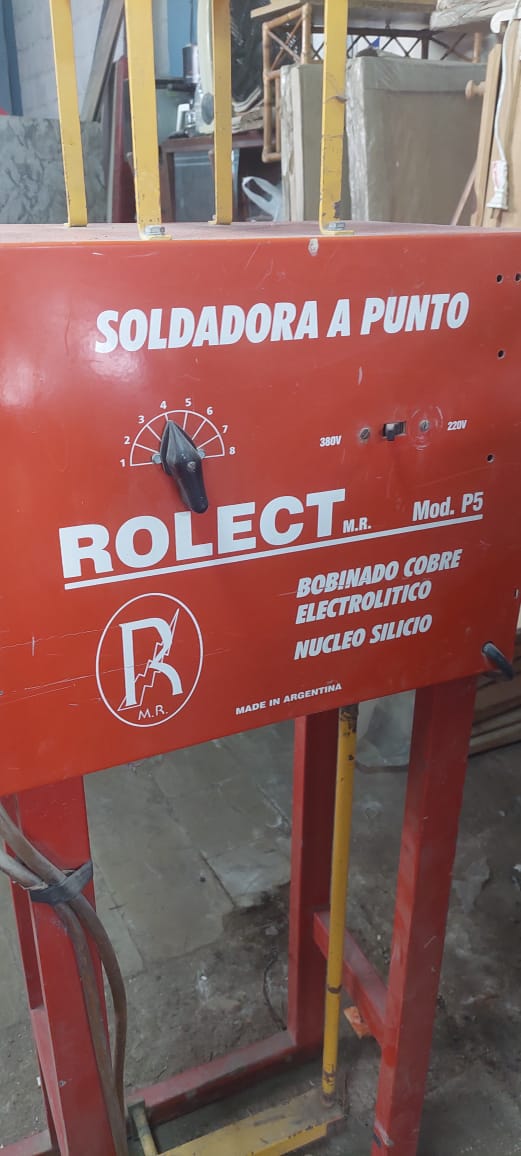 SOLDADORA A PUNTO
1 2 3 4 5 6 7 8
380V 220V
ROLECT M.R. Mod. P5
BOBINADO COBRE
ELECTROLITICO
NUCLEO SILICIO
R
M.R.
MADE IN ARGENTINA